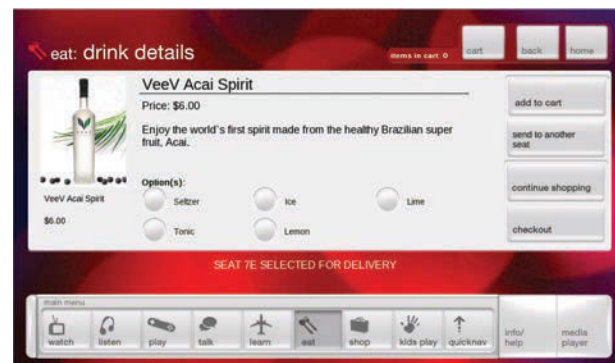 eat: drink details
items in cart: 0
cart
back
home
VeeV Acai Spirit
Price: $6.00
Enjoy the world's first spirit made from the healthy Brazilian super
fruit, Acai.
VeeV Acai Spirit
$6.00
Option(s):
Seltzer
Ice
Lime
Tonic
Lemon
add to cart
send to another
seat
continue shopping
checkout
SEAT 7E SELECTED FOR DELIVERY
main menu
watch
listen
play
talk
learn
eat
shop
kids play
quicknav
info/
help
media
player